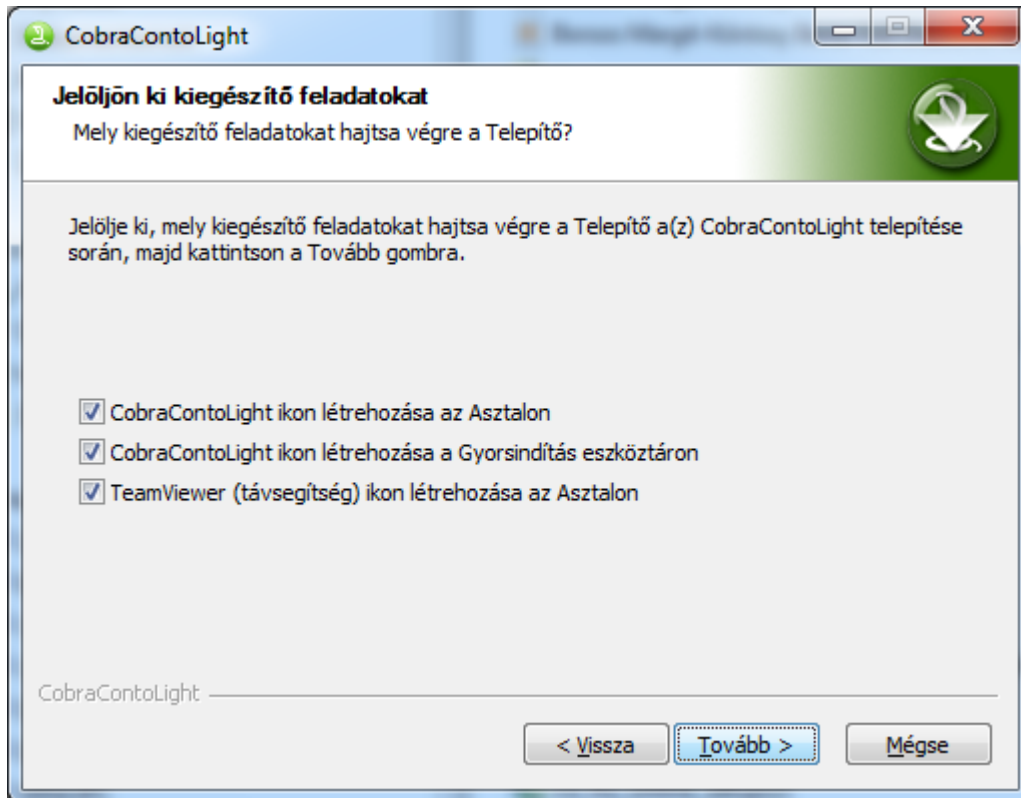 CobraContoLight
Jelöljön ki kiegészítő feladatokat
Mely kiegészítő feladatokat hajtsa végre a Telepítő?
Jelölje ki, mely kiegészítő feladatokat hajtsa végre a Telepítő a(z) CobraContoLight telepítése
során, majd kattintson a Tovább gombra.
CobraContoLight ikon létrehozása az Asztalon
CobraContoLight ikon létrehozása a Gyorsindítás eszköztáron
TeamViewer (távsegítség) ikon létrehozása az Asztalon
CobraContoLight
< Vissza
Tovább >
Mégse